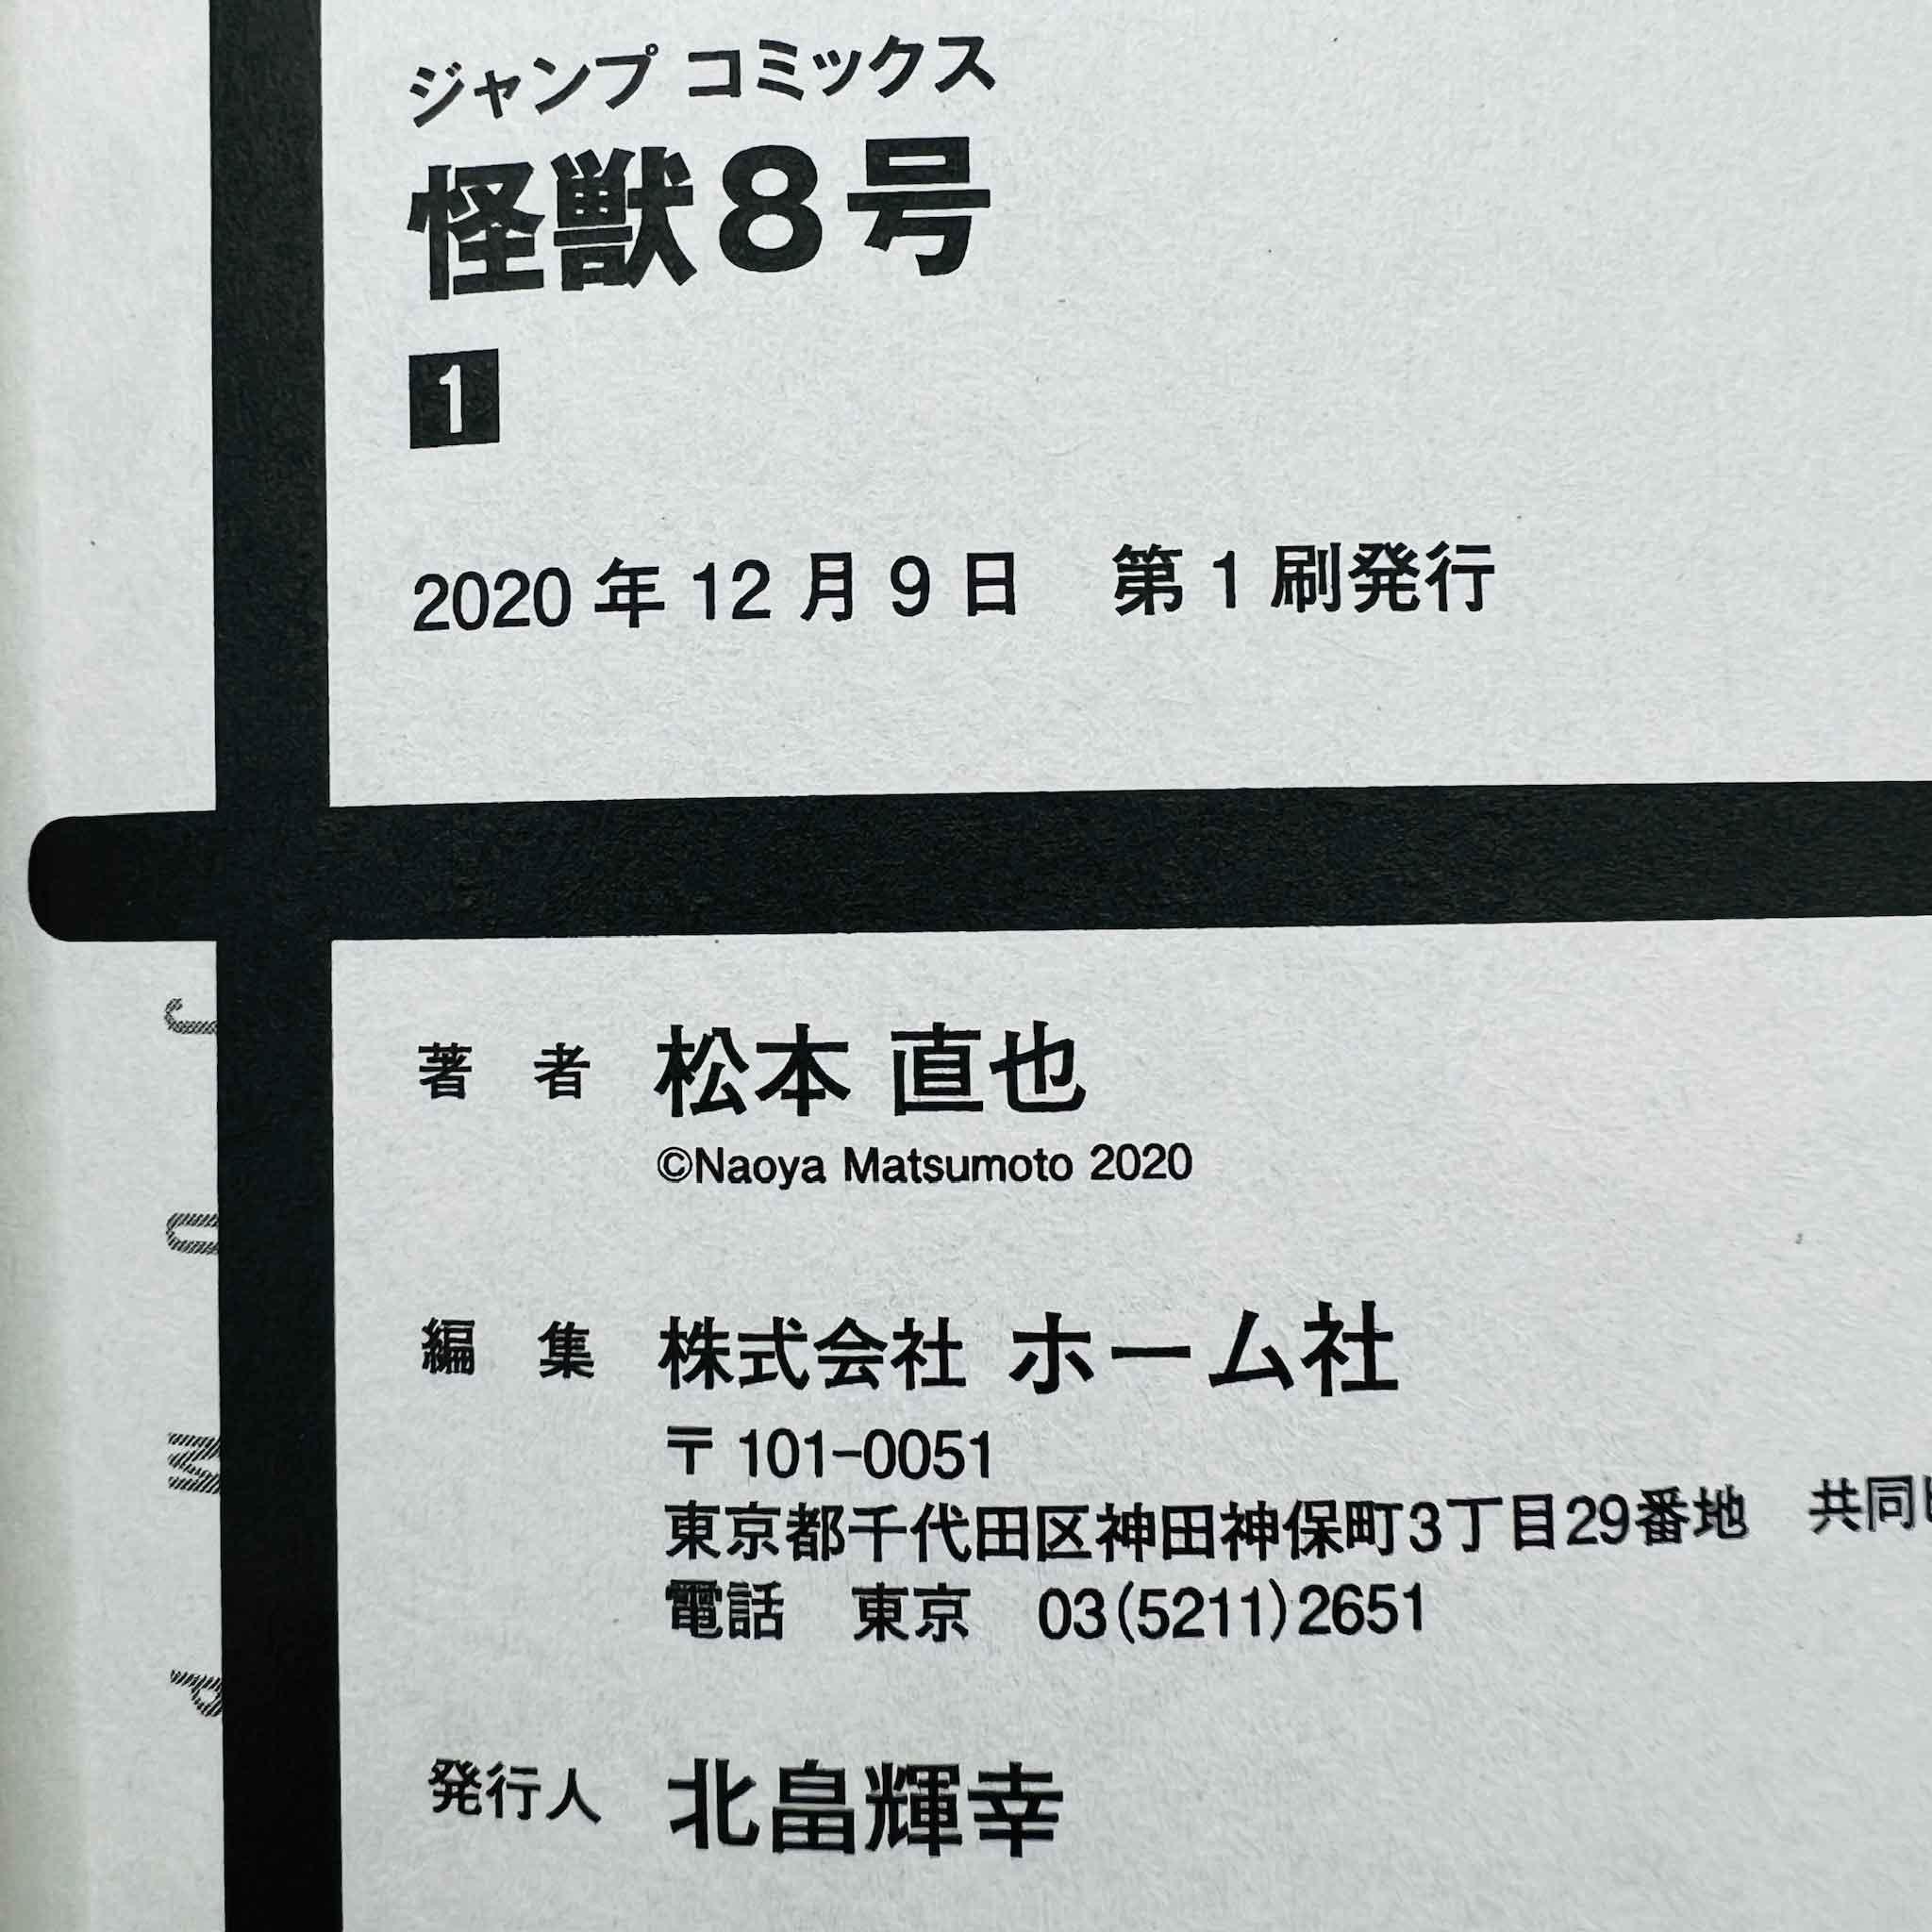 ジャンプ コミックス
怪獣8号
1
2020年12月9日　第1刷発行
著 者 松本 直也
©Naoya Matsumoto 2020
編 集 株式会社 ホーム社
〒101-0051
東京都千代田区神田神保町3丁目29番地　共同
電話　東京　03(5211)2651
発行人 北畠輝幸
JUMP